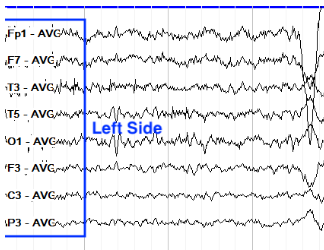 Fp1 - AVG
F7 - AVG
T3 - AVG
T5 - AVG
Left Side
O1 - AVG
F3 - AVG
C3 - AVG
P3 - AVG